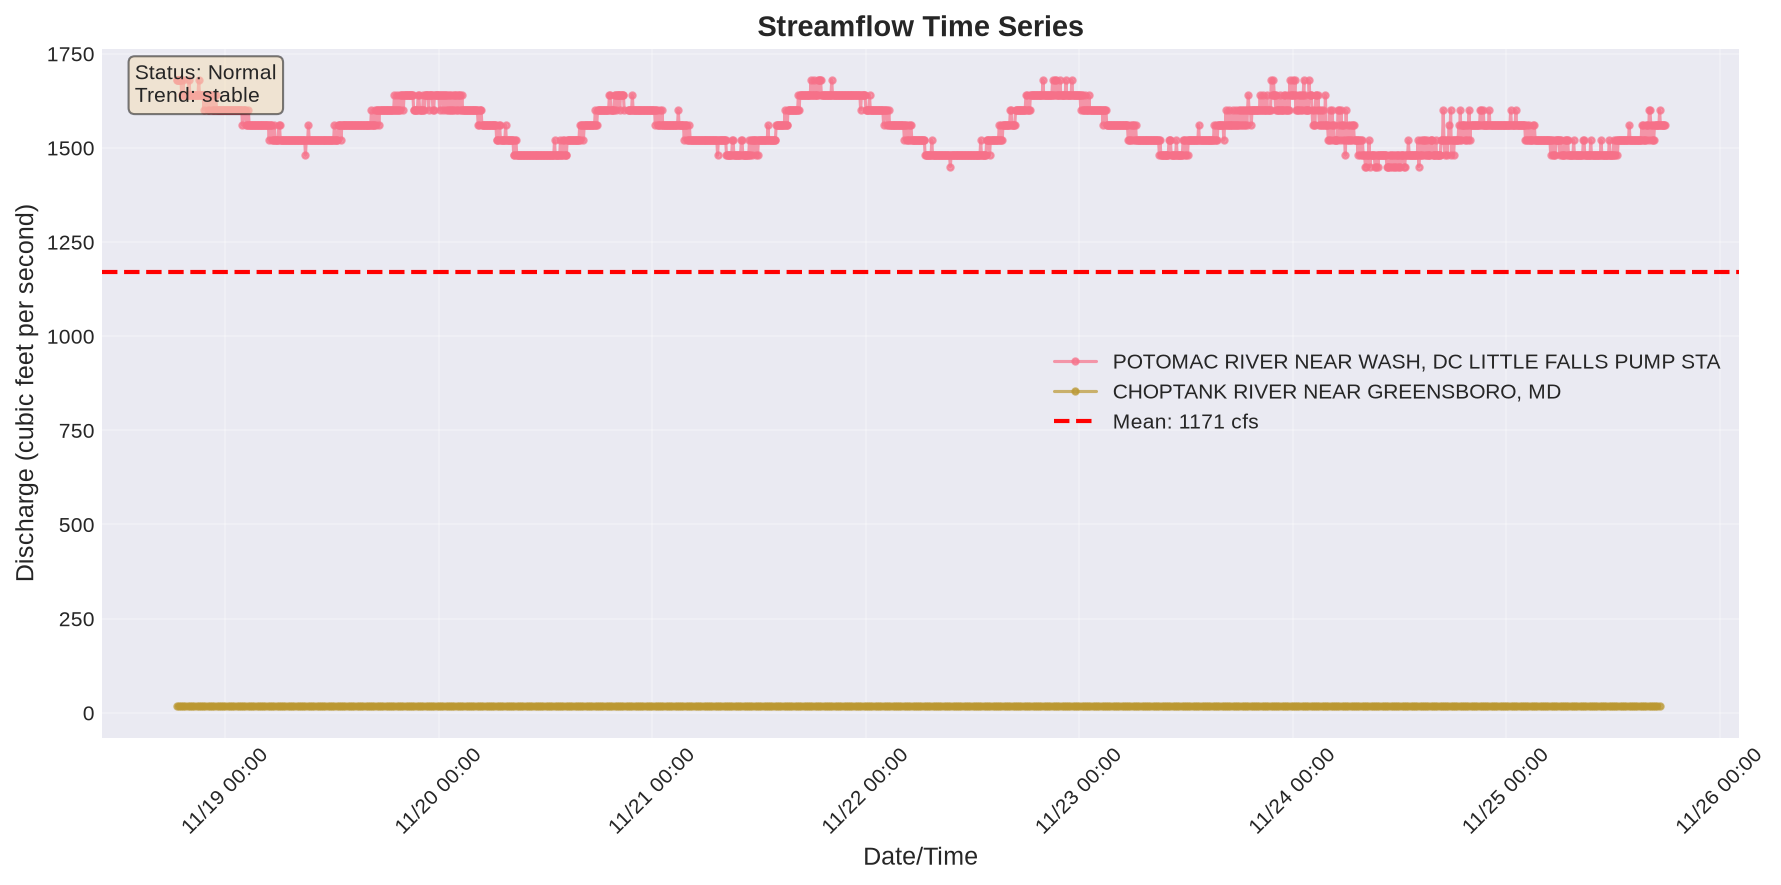 Streamflow Time Series
Status: Normal
Trend: stable
Discharge (cubic feet per second)
1750
1500
1250
1000
750
500
250
0
POTOMAC RIVER NEAR WASH, DC LITTLE FALLS PUMP STA
CHOPTANK RIVER NEAR GREENSBORO, MD
Mean: 1171 cfs
11/19 00:00
11/20 00:00
11/21 00:00
11/22 00:00
11/23 00:00
11/24 00:00
11/25 00:00
11/26 00:00
Date/Time